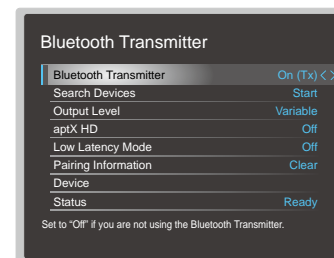 Bluetooth Transmitter
Bluetooth Transmitter On (Tx)
Search Devices Start
Output Level Variable
aptX HD Off
Low Latency Mode Off
Pairing Information Clear
Device
Status Ready
Set to “Off” if you are not using the Bluetooth Transmitter.